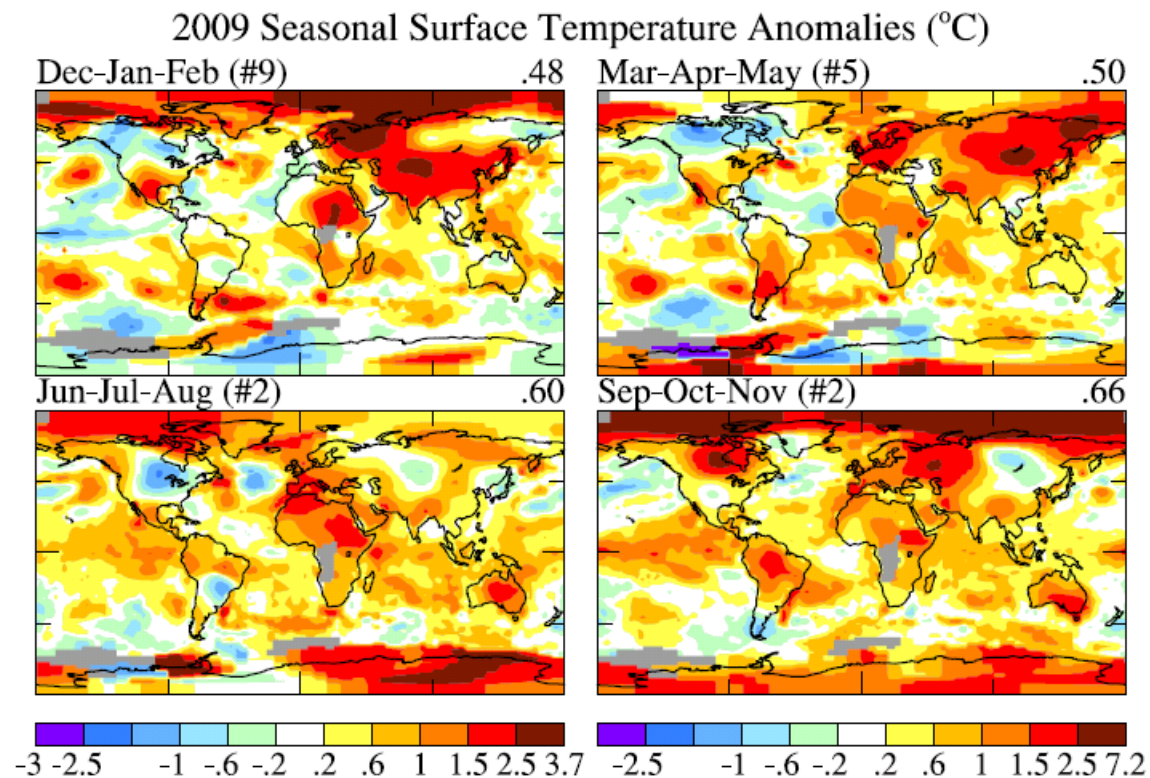 2009 Seasonal Surface Temperature Anomalies (°C)
Dec-Jan-Feb (#9) .48
Mar-Apr-May (#5) .50
Jun-Jul-Aug (#2) .60
Sep-Oct-Nov (#2) .66
-3 -2.5 -1 -.6 -.2 .2 .6 1 1.5 2.5 3.7
-2.5 -1 -.6 -.2 .2 .6 1 1.5 2.5 7.2